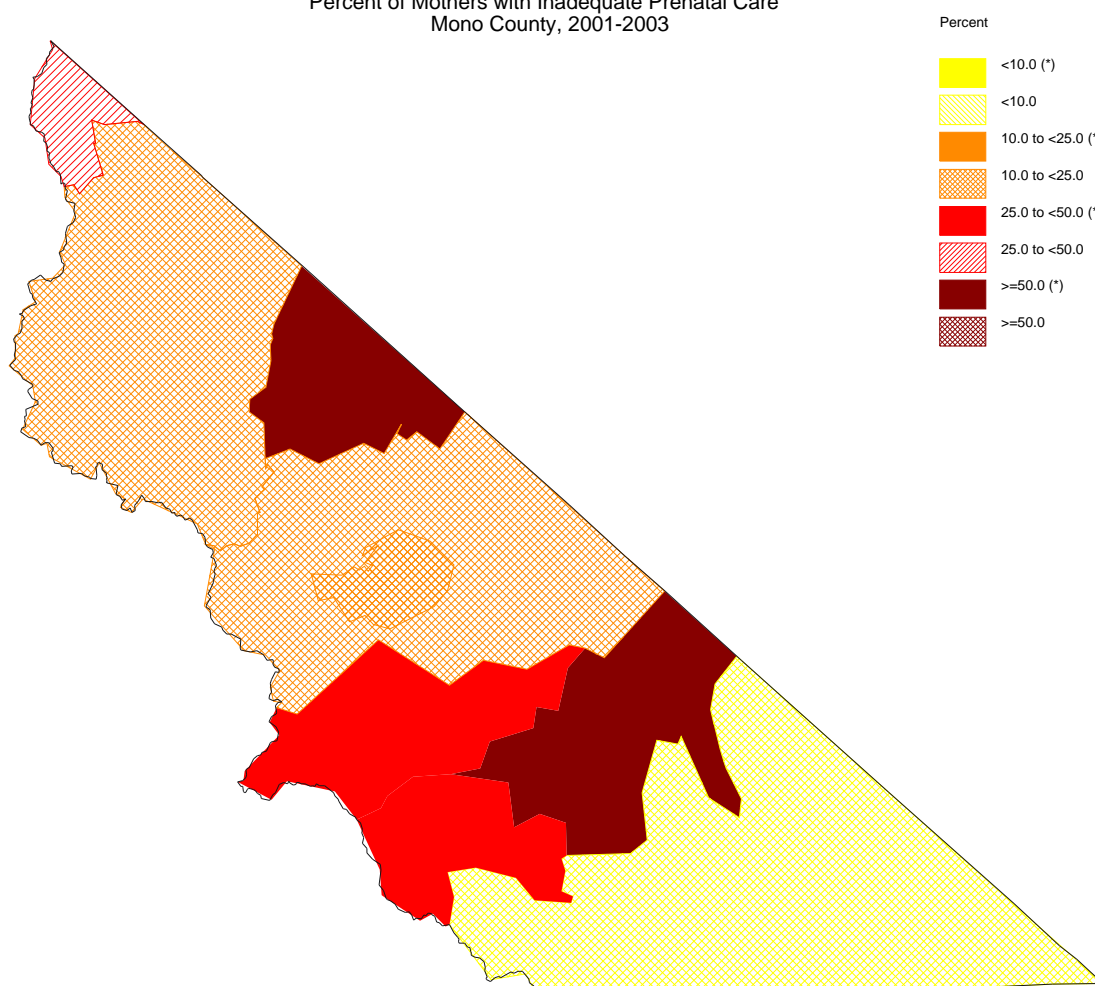 Percent of Mothers with Inadequate Prenatal Care
Mono County, 2001-2003
Percent
<10.0 (*)
<10.0
10.0 to <25.0 (*
10.0 to <25.0
25.0 to <50.0 (*
25.0 to <50.0
>=50.0 (*)
>=50.0